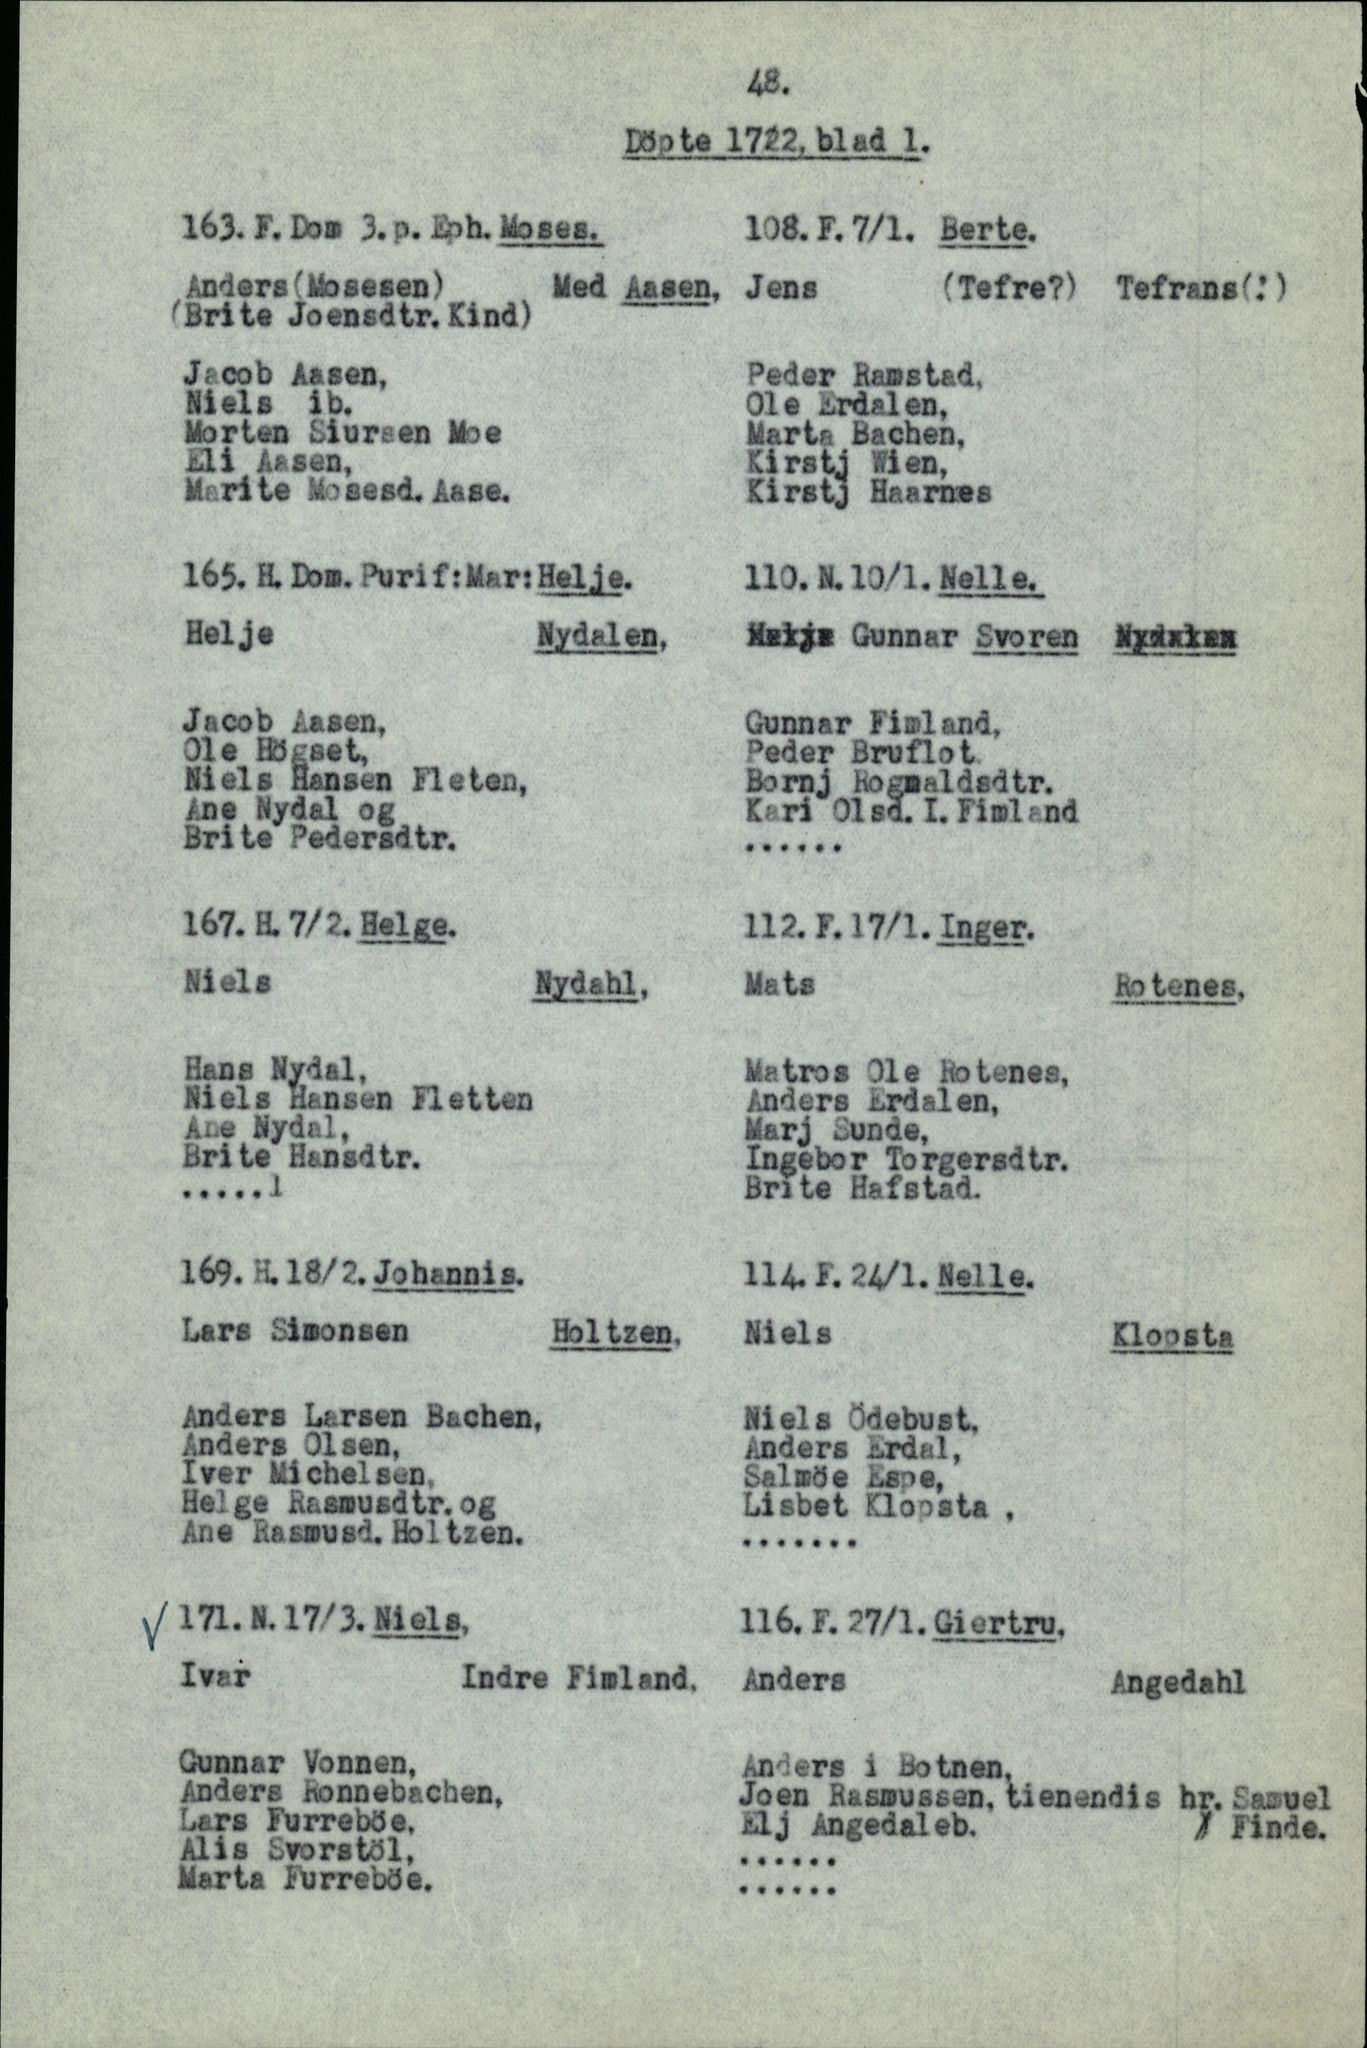 48.
Döpte 1722, blad 1.
163. F. Dom 3. p. Eph. Moses.
Anders (Mosesen) Med Aasen,
(Brite Joensdtr. Kind)
Jacob Aasen,
Niels ib.
Morten Siursen Moe
Eli Aasen,
Marite Mosesd. Aase.
165. H. Dom. Purif:Mar:Helje.
Helje Nydalen,
Jacob Aasen,
Ole Högset,
Niels Hansen Fleten,
Ane Nydal og
Brite Pedersdtr.
167. H. 7/2. Helge.
Niels Nydahl,
Hans Nydal,
Niels Hansen Fletten
Ane Nydal,
Brite Hansdtr.
.....1
169. H. 18/2. Johannis.
Lars Simonsen Holtzen,
Anders Larsen Bachen,
Anders Olsen,
Iver Michelsen,
Helge Rasmusdtr. og
Ane Rasmusd. Holtzen.
171. N. 17/3. Niels,
Ivar Indre Fimland,
Gunnar Vonnen,
Anders Ronnebachen,
Lars Furreböe,
Alis Svorstöl,
Marta Furreböe.
108. F. 7/1. Berte.
Jens (Tefre?) Tefrans(!)
Peder Ramstad,
Ole Erdalen,
Marta Bachen,
Kirstj Wien,
Kirstj Haarnes
110. N. 10/1. Nelle.
Gunnar Svoren
Gunnar Fimland,
Peder Bruflot.
Bornj Rogmaldsdtr.
Kari Olsd. I. Fimland
......
112. F. 17/1. Inger.
Mats Rotenes,
Matros Ole Rotenes,
Anders Erdalen,
Marj Sunde,
Ingebor Torgersdtr.
Brite Hafstad.
114. F. 24/1. Nelle.
Niels Klopsta
Niels Ödebust,
Anders Erdal,
Salmöe Espe,
Lisbet Klopsta ,
.......
116. F. 27/1. Giertru,
Anders Angedahl
Anders i Botnen,
Joen Rasmussen, tienendis hr. Samuel
Elj Angedaleb. Finde.
......
......